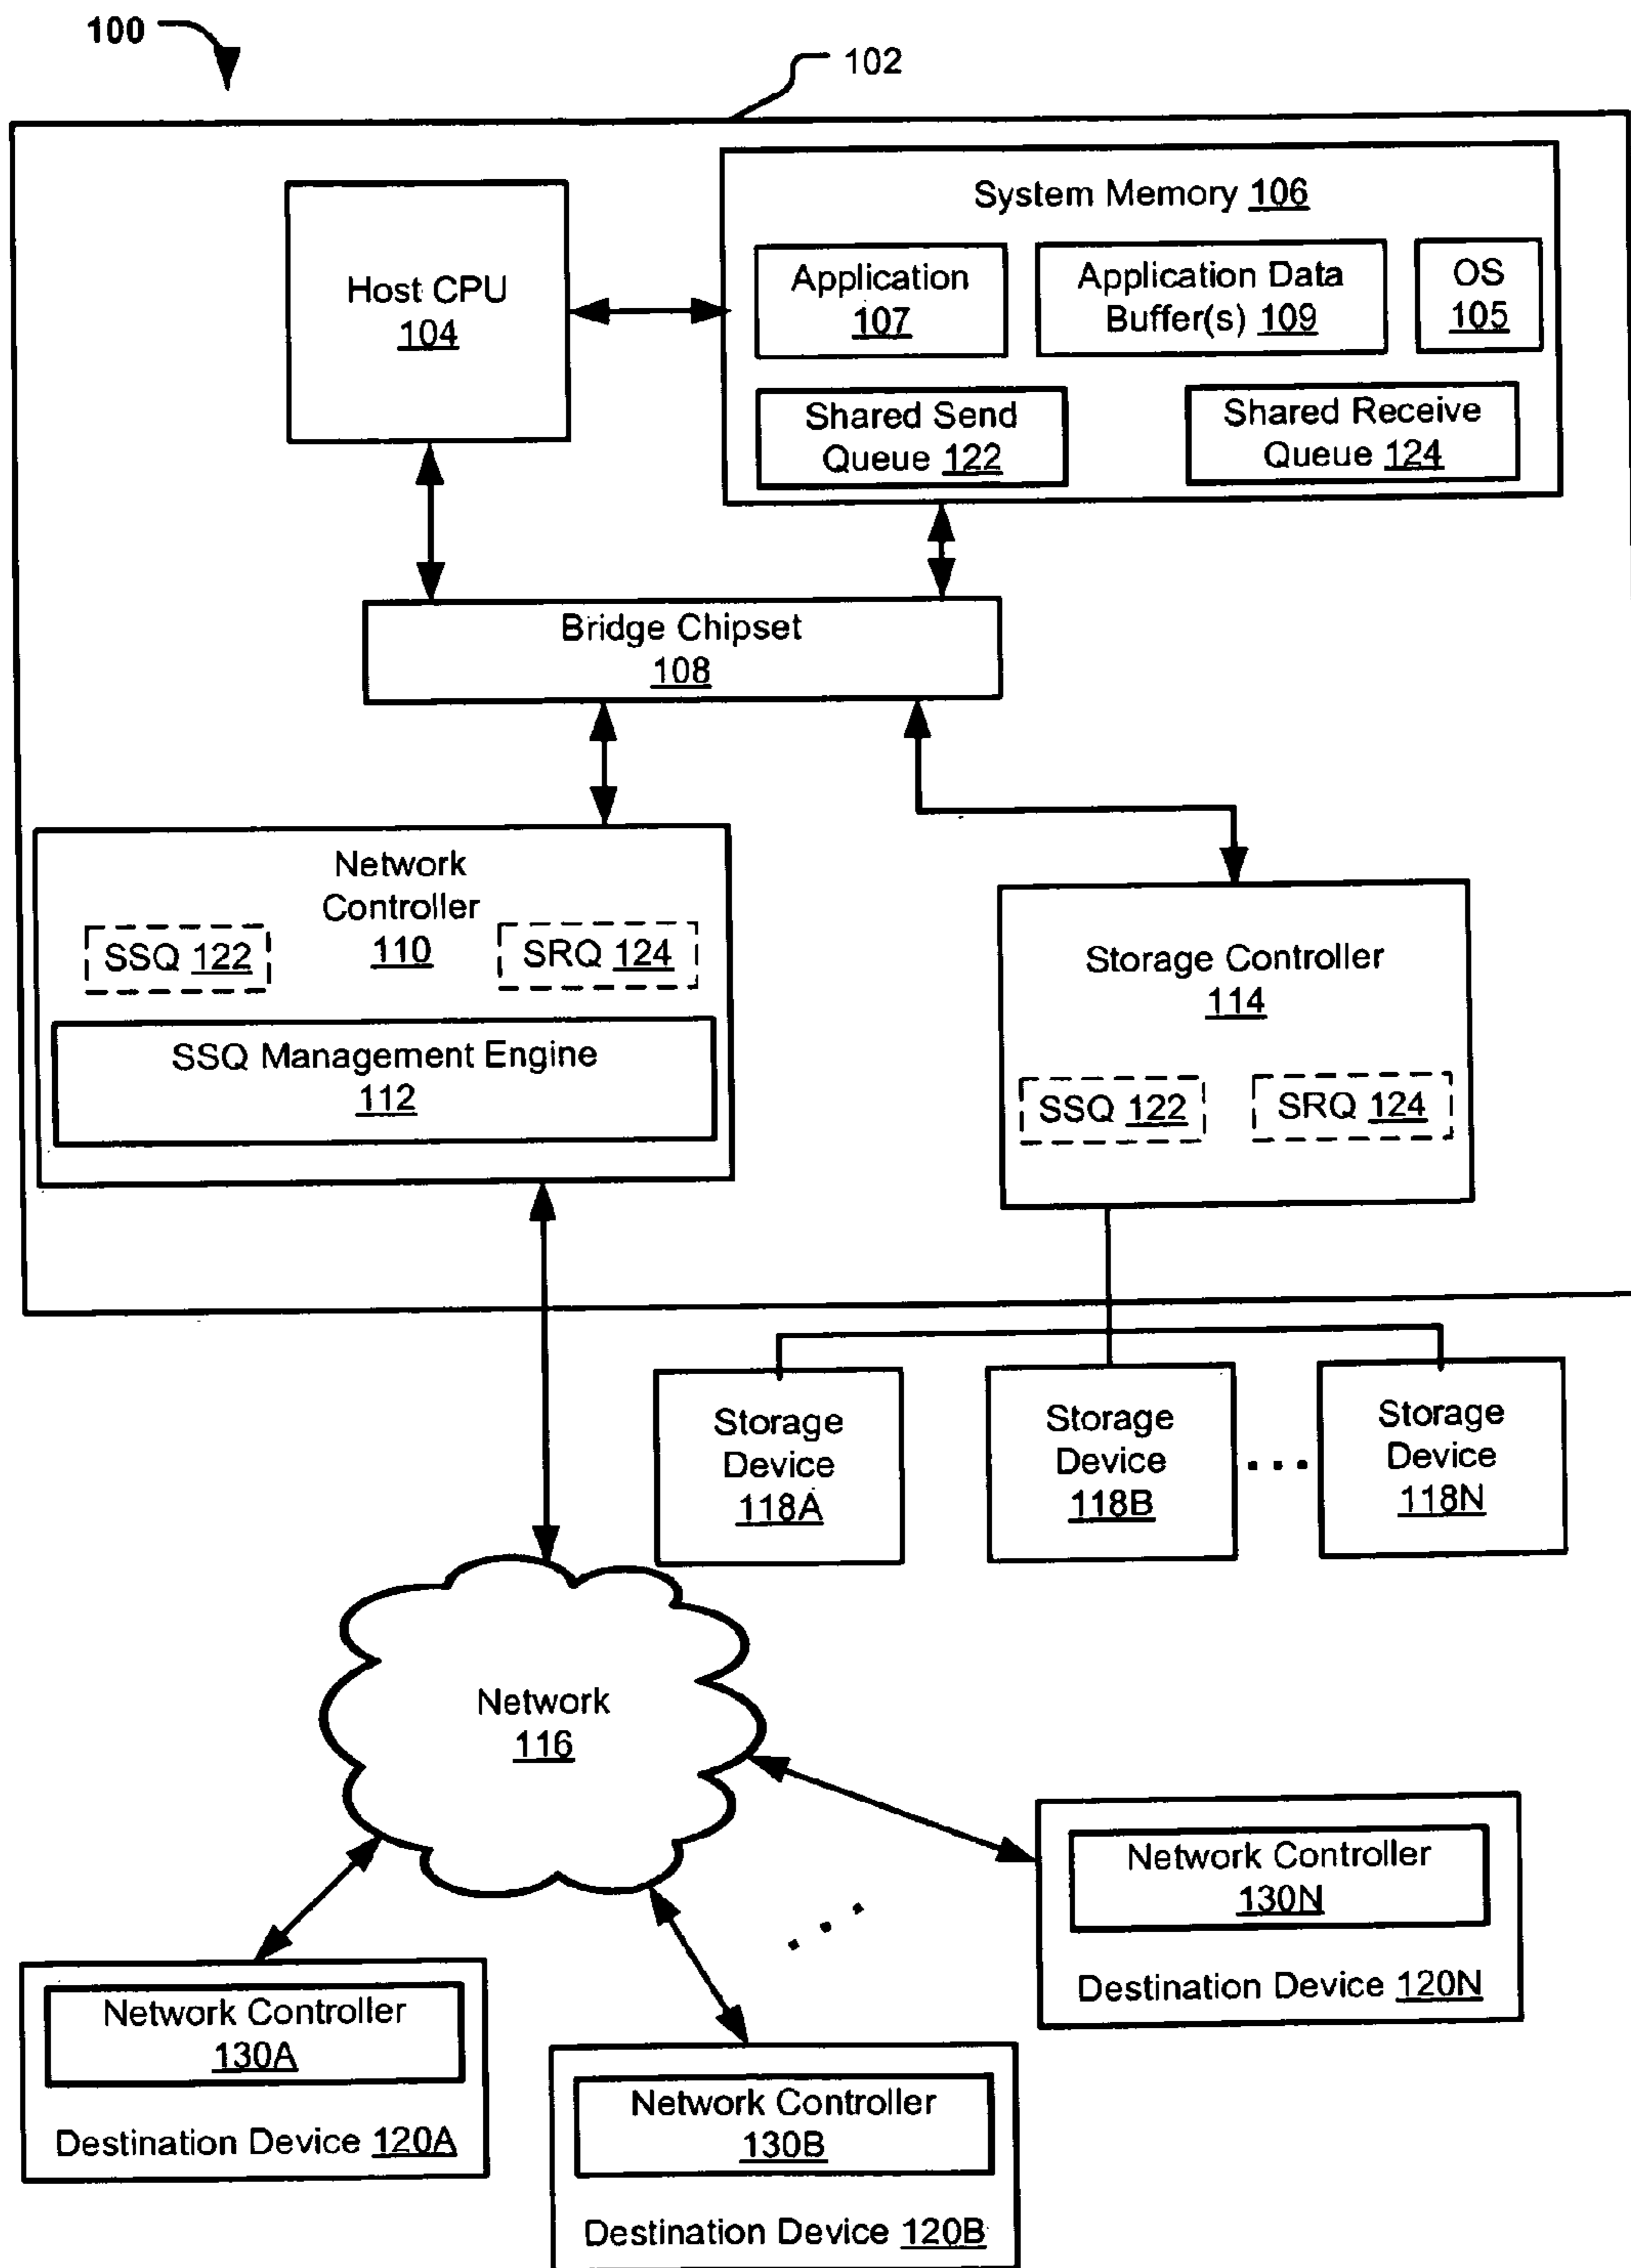 100
102
System Memory 106
Host CPU
104
Application
107
Application Data
Buffer(s) 109
OS
105
Shared Send
Queue 122
Shared Receive
Queue 124
Bridge Chipset
108
Network
Controller
110
SSQ 122
SRQ 124
SSQ Management Engine
112
Storage Controller
114
SSQ 122
SRQ 124
Storage
Device
118A
Storage
Device
118B
...
Storage
Device
118N
Network
116
Network Controller
130N
Destination Device 120N
. . .
Network Controller
130A
Destination Device 120A
Network Controller
130B
Destination Device 120B